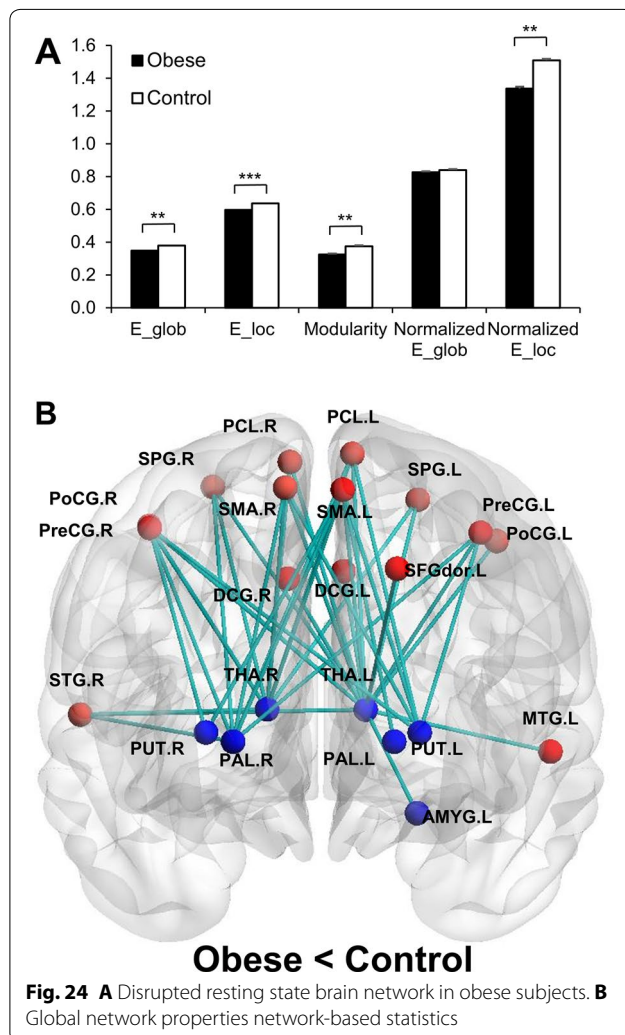 A
1.6
1.4
1.2
1.0
0.8
0.6
0.4
0.2
0.0
Obese
Control
** *** ** **
E_glob E_loc Modularity Normalized Normalized
E_glob E_loc
B
PCL.R PCL.L
SPG.R SPG.L
PoCG.R SMA.R SMA.L PreCG.L
PreCG.R PoCG.L
DCG.R DCG.L SFGdor.L
STG.R THA.R THA.L
MTG.L
PUT.R PAL.R PAL.L PUT.L
AMYG.L
Obese < Control
Fig. 24 A Disrupted resting state brain network in obese subjects. B
Global network properties network-based statistics